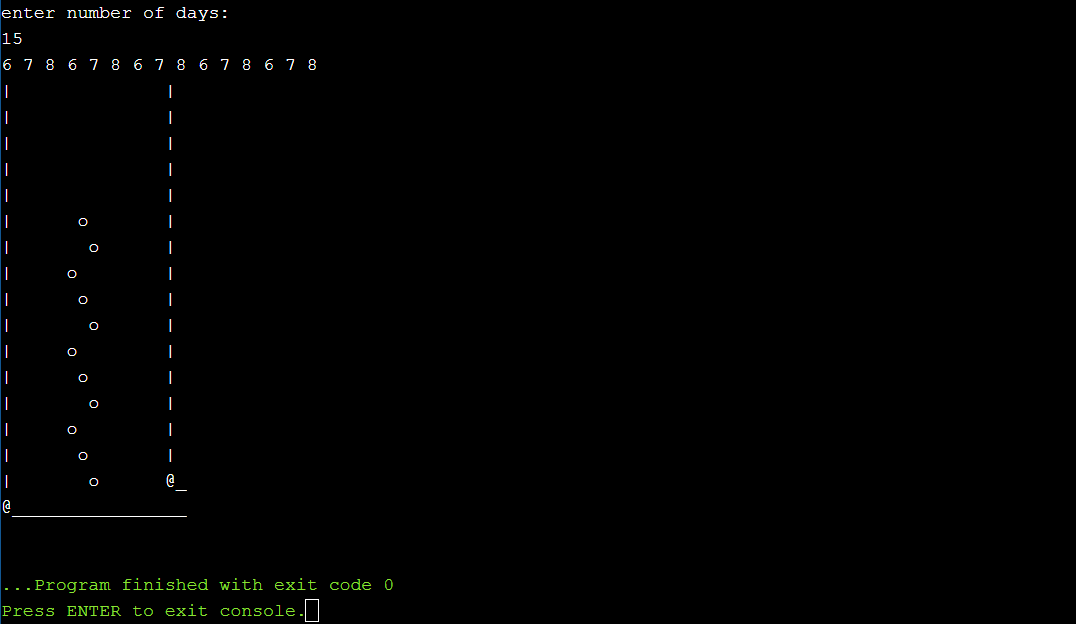 enter number of days:
15
6 7 8 6 7 8 6 7 8 6 7 8 6 7 8
|              |
|              |
|              |
|              |
|              |
|      o       |
|       o      |
|     o        |
|      o       |
|       o      |
|     o        |
|      o       |
|       o      |
|     o        |
|      o       |
|       o      @_
@________________
...Program finished with exit code 0
Press ENTER to exit console.